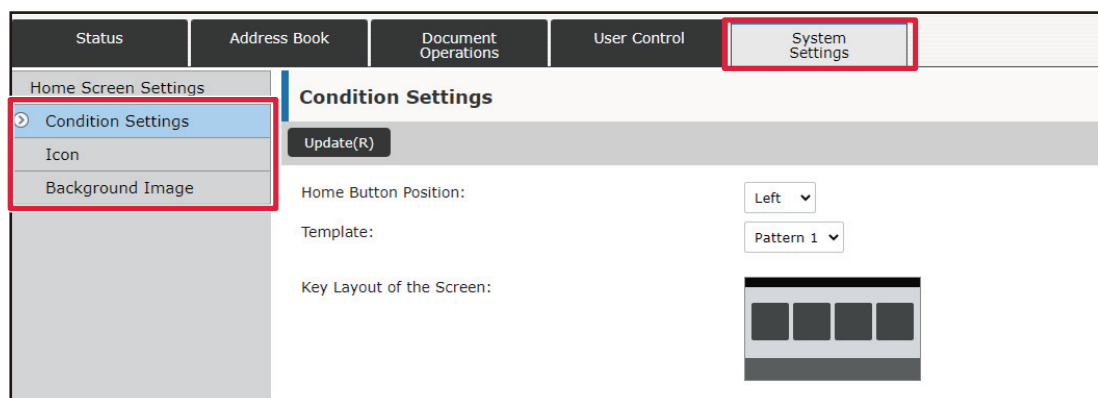 Status
Address Book
Document
Operations
User Control
System
Settings
Home Screen Settings
Condition Settings
Icon
Background Image
Condition Settings
Update(R)
Home Button Position:
Left
Template:
Pattern 1
Key Layout of the Screen: